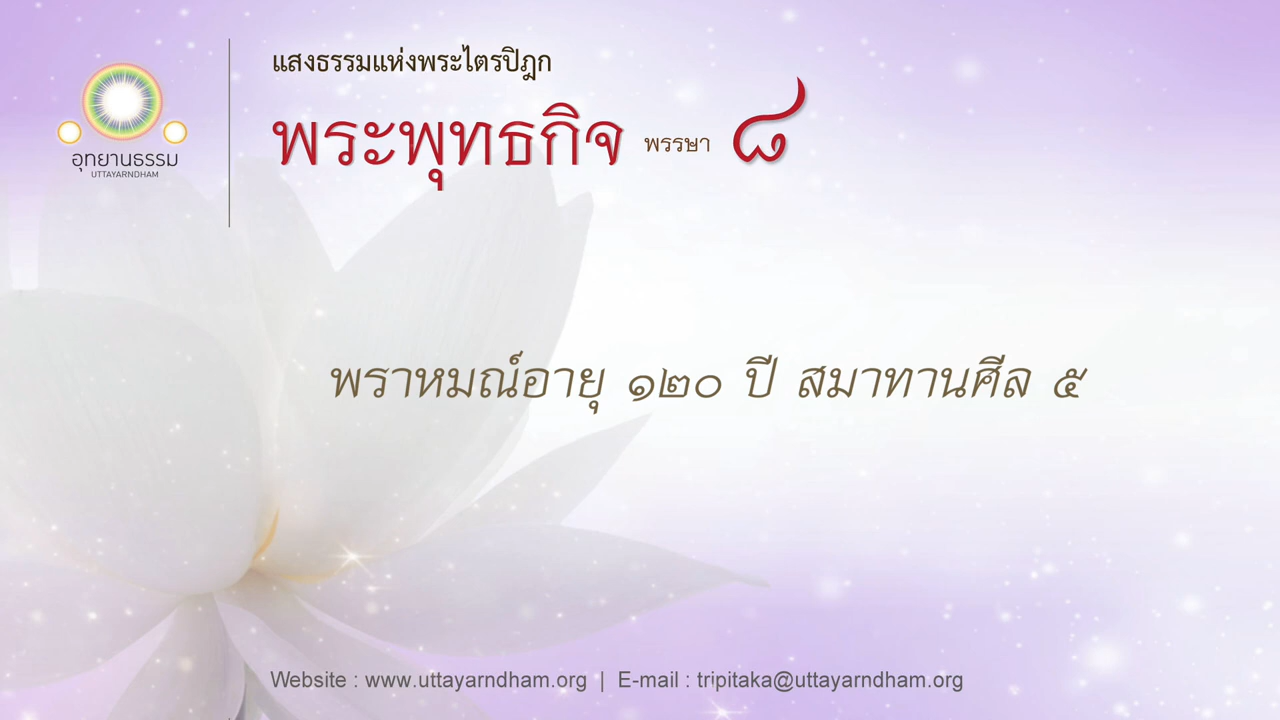 แสงธรรมแห่งพระไตรปิฎก
พระพุทธกิจ พรรษา ๘
อุทยานธรรม
UTTAYARNDHAM
พราหมณ์อายุ ๑๒๐ ปี สมาทานศีล ๕
Website : www.uttayarndham.org | E-mail : tripitaka@uttayarndham.org